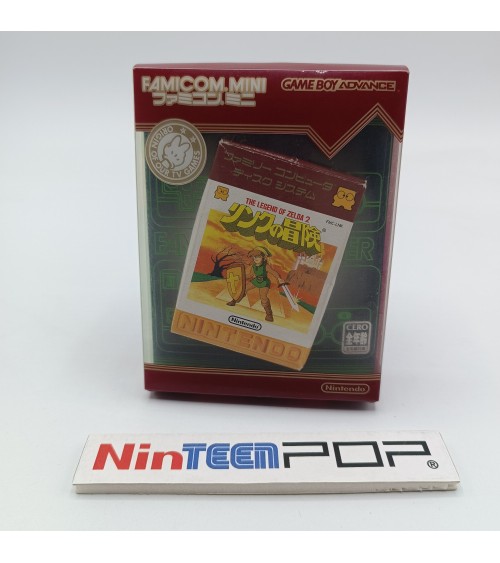 FAMICOM MINI
ファミコン ミニ
GAME BOY ADVANCE
ファミリー コンピュータ
ディスク システム
THE LEGEND OF ZELDA 2
リンクの冒険
Nintendo
NINTENDO
CERO
全年齢
Nintendo
NinTEENPOP®